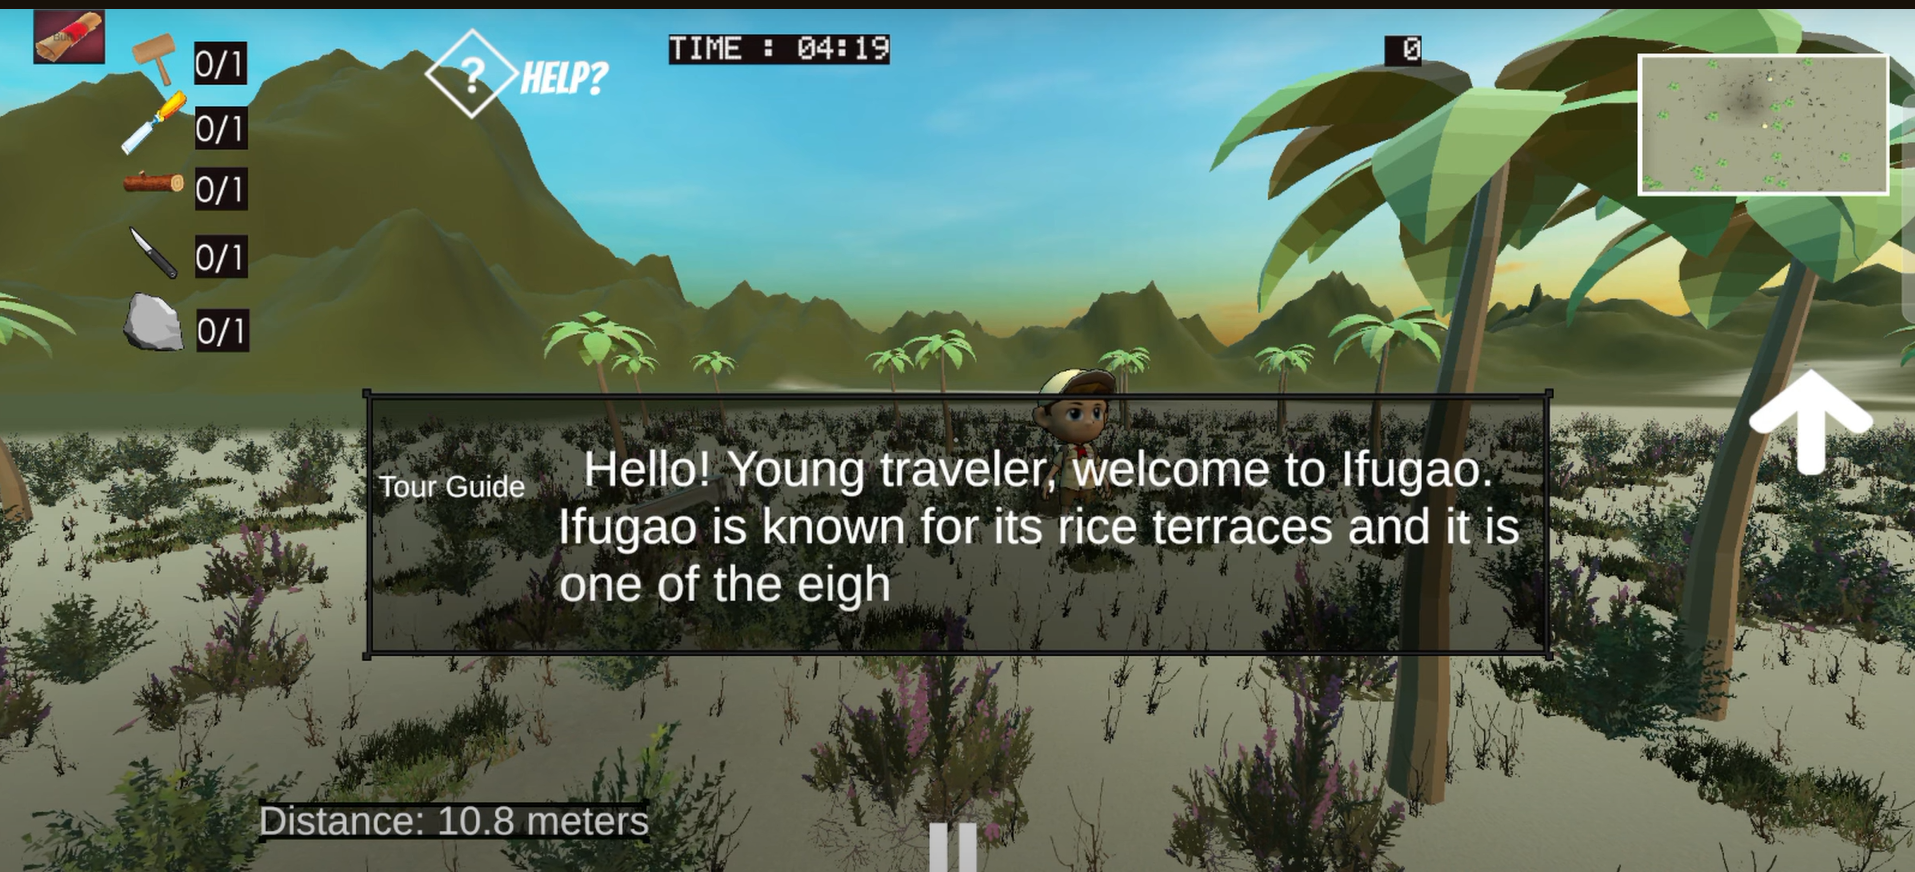 0/1
? HELP?
TIME : 04:19
0
0/1
0/1
0/1
0/1
Tour Guide
Hello! Young traveler, welcome to Ifugao.
Ifugao is known for its rice terraces and it is
one of the eigh
Distance: 10.8 meters